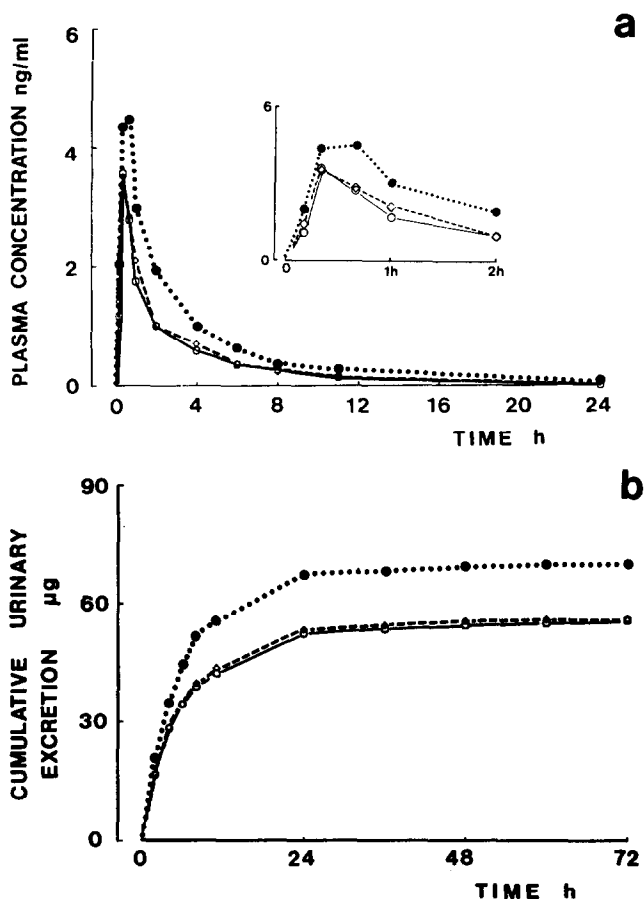 a
PLASMA CONCENTRATION ng/ml
6
4
2
0
6
0
0 1h 2h
0 4 8 12 16 20 24
TIME h
b
CUMULATIVE URINARY
EXCRETION µg
90
60
30
0
0 24 48 72
TIME h